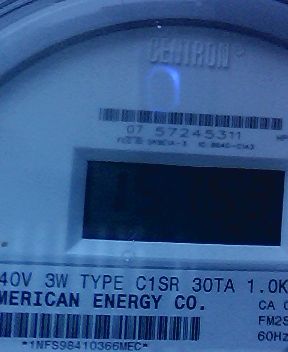 CENTRON
07 57245311
40V 3W TYPE C1SR 30TA 1.0K
MERICAN ENERGY CO.
CA
FM2S
60Hz
*1NFS98410366MEC*